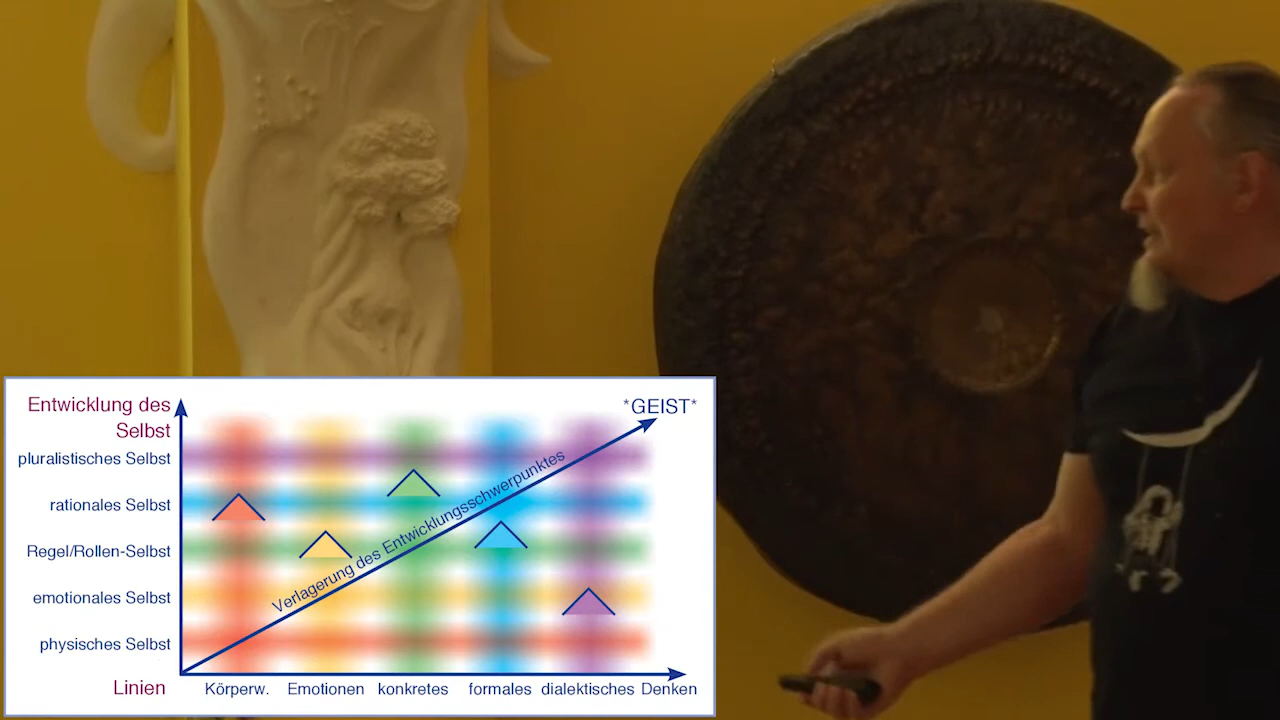 Entwicklung des
Selbst
*GEIST*
pluralistisches Selbst
rationales Selbst
Regel/Rollen-Selbst
emotionales Selbst
physisches Selbst
Verlagerung des Entwicklungsschwerpunktes
Linien
Körperw. Emotionen konkretes formales dialektisches Denken